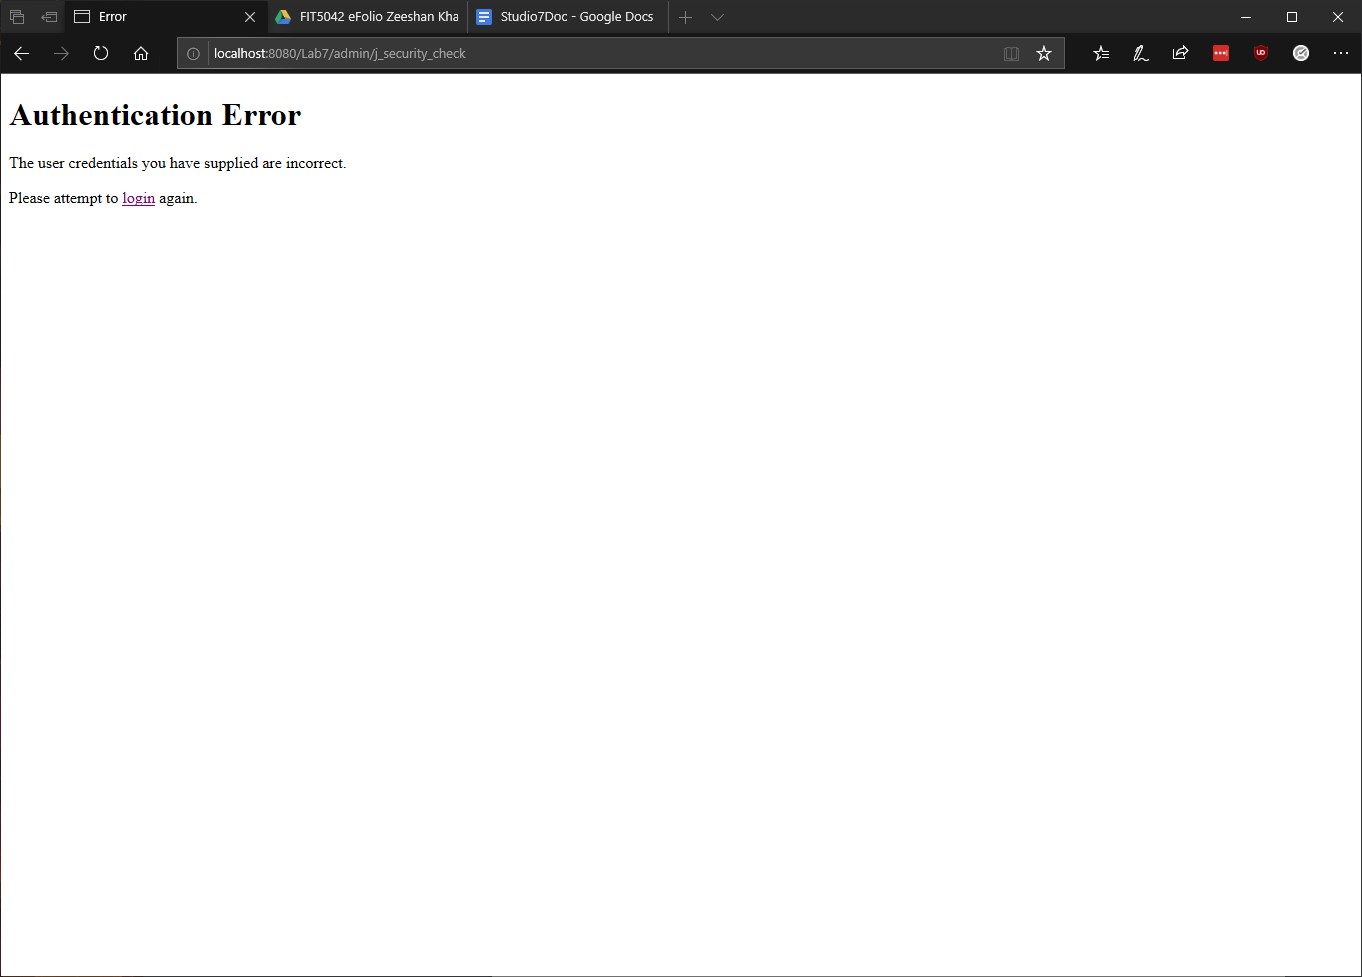 Error
FIT5042 eFolio Zeeshan Kha
Studio7Doc - Google Docs
localhost:8080/Lab7/admin/j_security_check
Authentication Error
The user credentials you have supplied are incorrect.
Please attempt to login again.